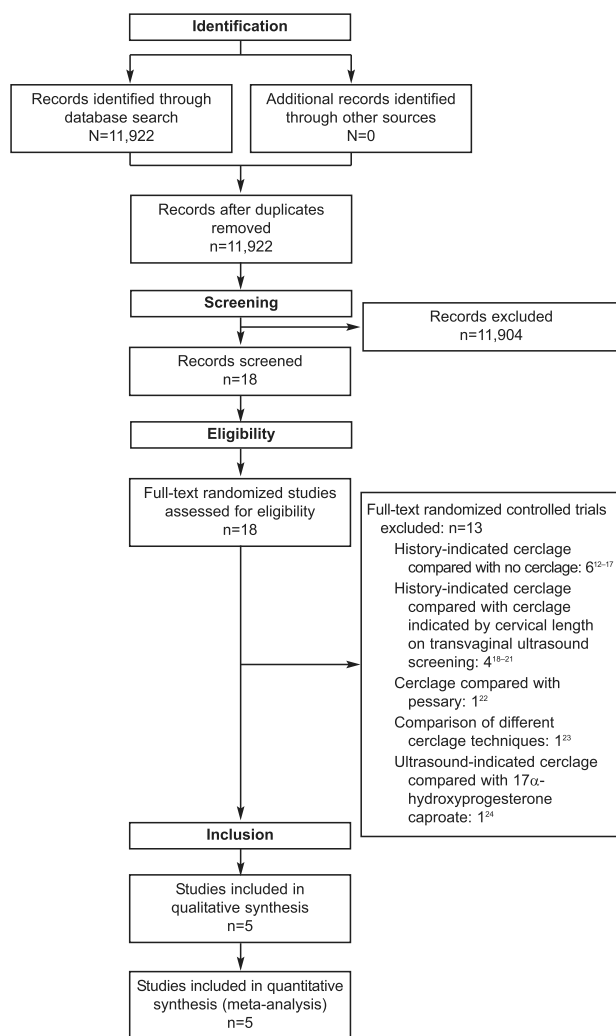 Identification
Records identified through
database search
N=11,922
Additional records identified
through other sources
N=0
Records after duplicates
removed
n=11,922
Screening
Records excluded
n=11,904
Records screened
n=18
Eligibility
Full-text randomized studies
assessed for eligibility
n=18
Full-text randomized controlled trials
excluded: n=13
History-indicated cerclage
compared with no cerclage: 6¹²⁻¹⁷
History-indicated cerclage
compared with cerclage
indicated by cervical length
on transvaginal ultrasound
screening: 4¹⁸⁻²¹
Cerclage compared with
pessary: 1²²
Comparison of different
cerclage techniques: 1²³
Ultrasound-indicated cerclage
compared with 17α-
hydroxyprogesterone
caproate: 1²⁴
Inclusion
Studies included in
qualitative synthesis
n=5
Studies included in quantitative
synthesis (meta-analysis)
n=5